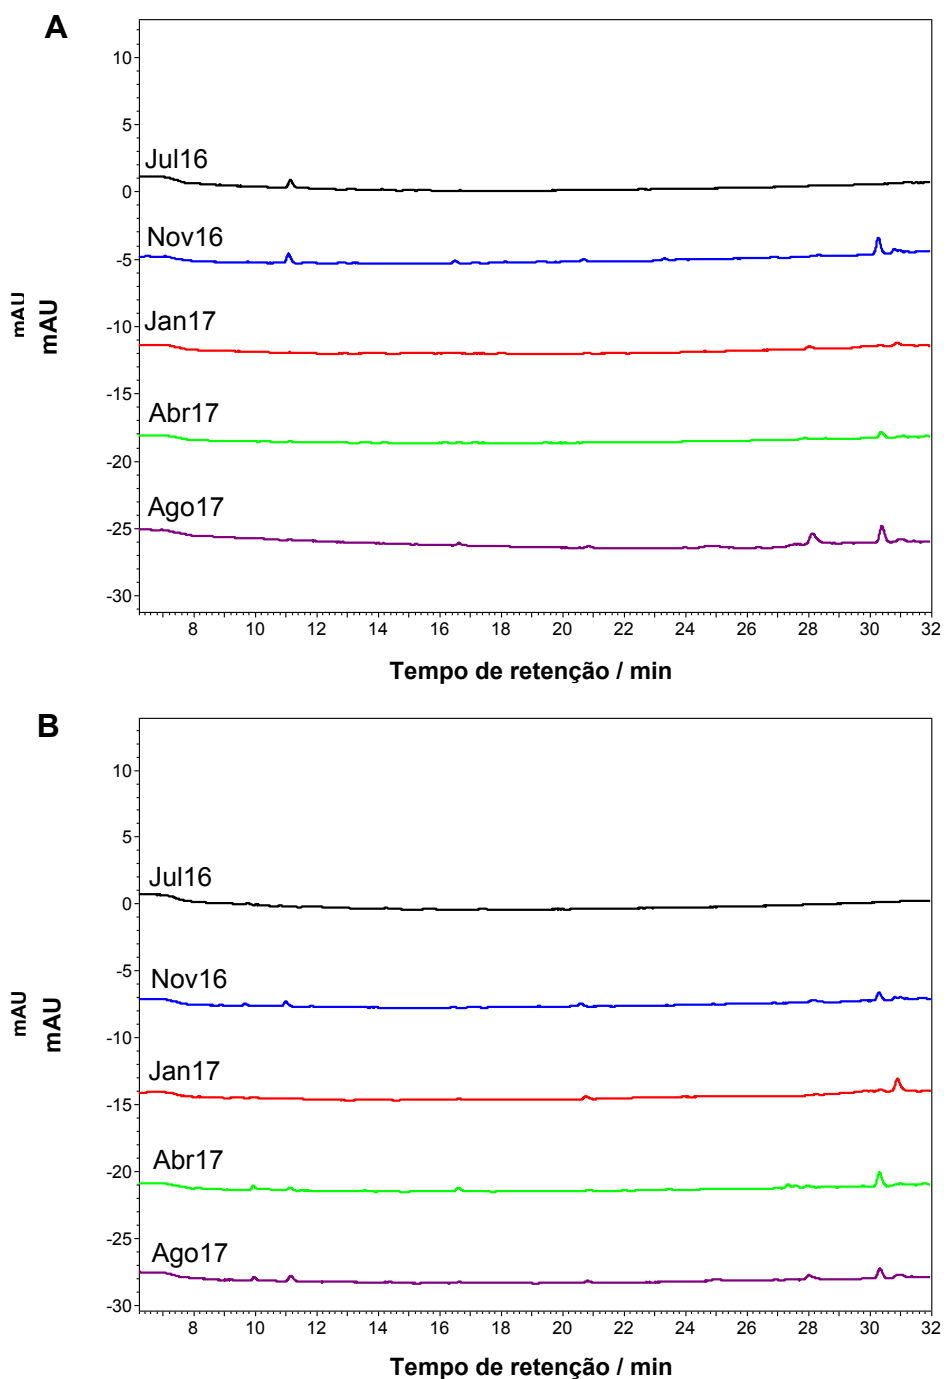 A
10
5
Jul16
0
Nov16
-5
mAU
mAU
-10
Jan17
-15
Abr17
-20
Ago17
-25
-30
8 10 12 14 16 18 20 22 24 26 28 30 32
Tempo de retenção / min
B
10
5
Jul16
0
-5
Nov16
mAU
mAU
-10
Jan17
-15
Abr17
-20
-25
Ago17
-30
8 10 12 14 16 18 20 22 24 26 28 30 32
Tempo de retenção / min